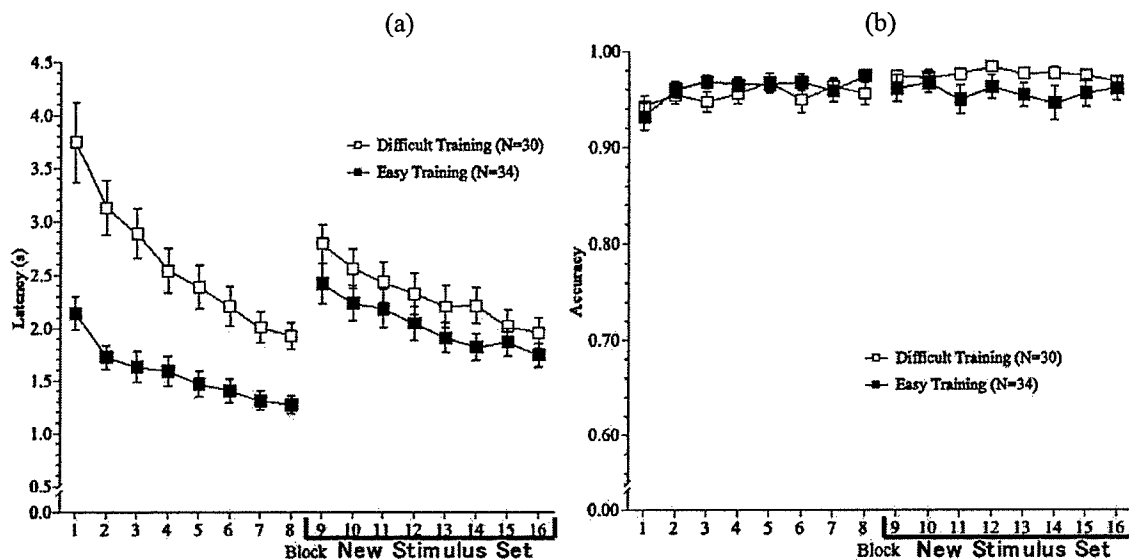 (a)
4.5
4.0
3.5
3.0
2.5
2.0
1.5
1.0
0.5
0.0
Latency (s)
Difficult Training (N=30)
Easy Training (N=34)
1 2 3 4 5 6 7 8 9 10 11 12 13 14 15 16
Block New Stimulus Set
(b)
1.00
0.90
0.80
0.70
0.60
0.00
Accuracy
Difficult Training (N=30)
Easy Training (N=34)
1 2 3 4 5 6 7 8 9 10 11 12 13 14 15 16
Block New Stimulus Set